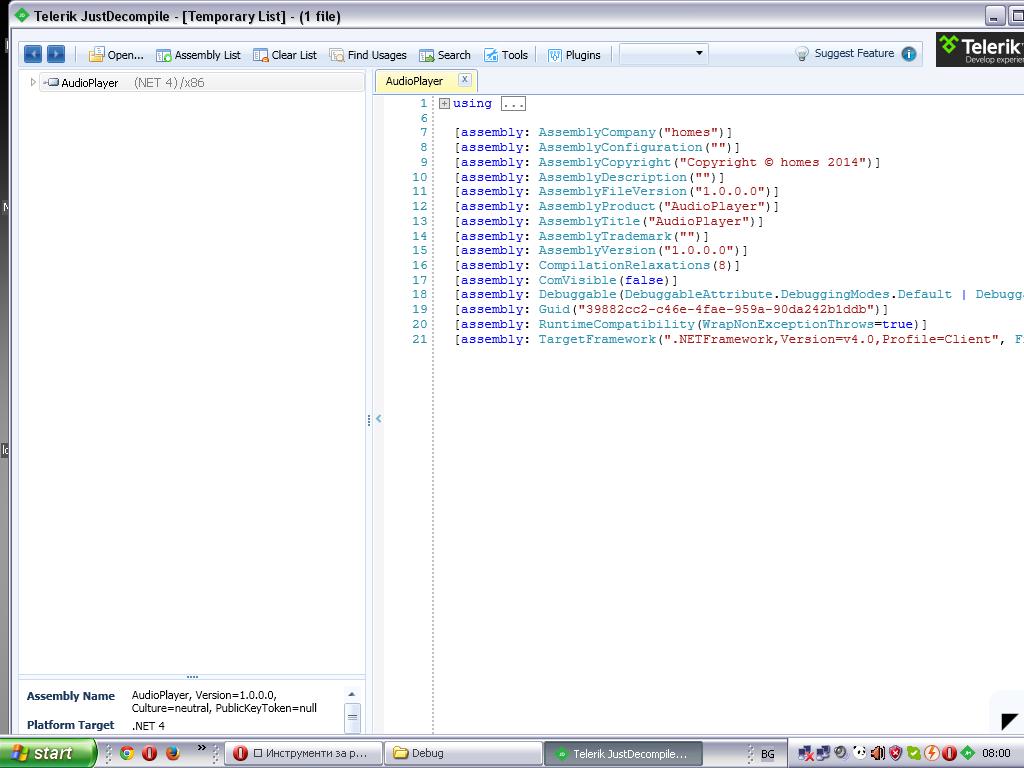 Telerik JustDecompile - [Temporary List] - (1 file)
Open... Assembly List Clear List Find Usages Search Tools Plugins Suggest Feature
Telerik
Develop experien
AudioPlayer (NET 4)/x86
AudioPlayer
1 using ...
6
7 [assembly: AssemblyCompany("homes")]
8 [assembly: AssemblyConfiguration("")]
9 [assembly: AssemblyCopyright("Copyright © homes 2014")]
10 [assembly: AssemblyDescription("")]
11 [assembly: AssemblyFileVersion("1.0.0.0")]
12 [assembly: AssemblyProduct("AudioPlayer")]
13 [assembly: AssemblyTitle("AudioPlayer")]
14 [assembly: AssemblyTrademark("")]
15 [assembly: AssemblyVersion("1.0.0.0")]
16 [assembly: CompilationRelaxations(8)]
17 [assembly: ComVisible(false)]
18 [assembly: Debuggable(DebuggableAttribute.DebuggingModes.Default | Debugg
19 [assembly: Guid("39882cc2-c46e-4fae-959a-90da242b1ddb")]
20 [assembly: RuntimeCompatibility(WrapNonExceptionThrows=true)]
21 [assembly: TargetFramework(".NETFramework,Version=v4.0,Profile=Client", F
Assembly Name AudioPlayer, Version=1.0.0.0,
Culture=neutral, PublicKeyToken=null
Platform Target .NET 4
start Инструменти за р... Debug Telerik JustDecompile... BG 08:00